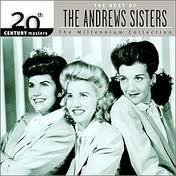 20th
CENTURY masters
THE BEST OF
THE ANDREWS SISTERS
The Millennium Collection